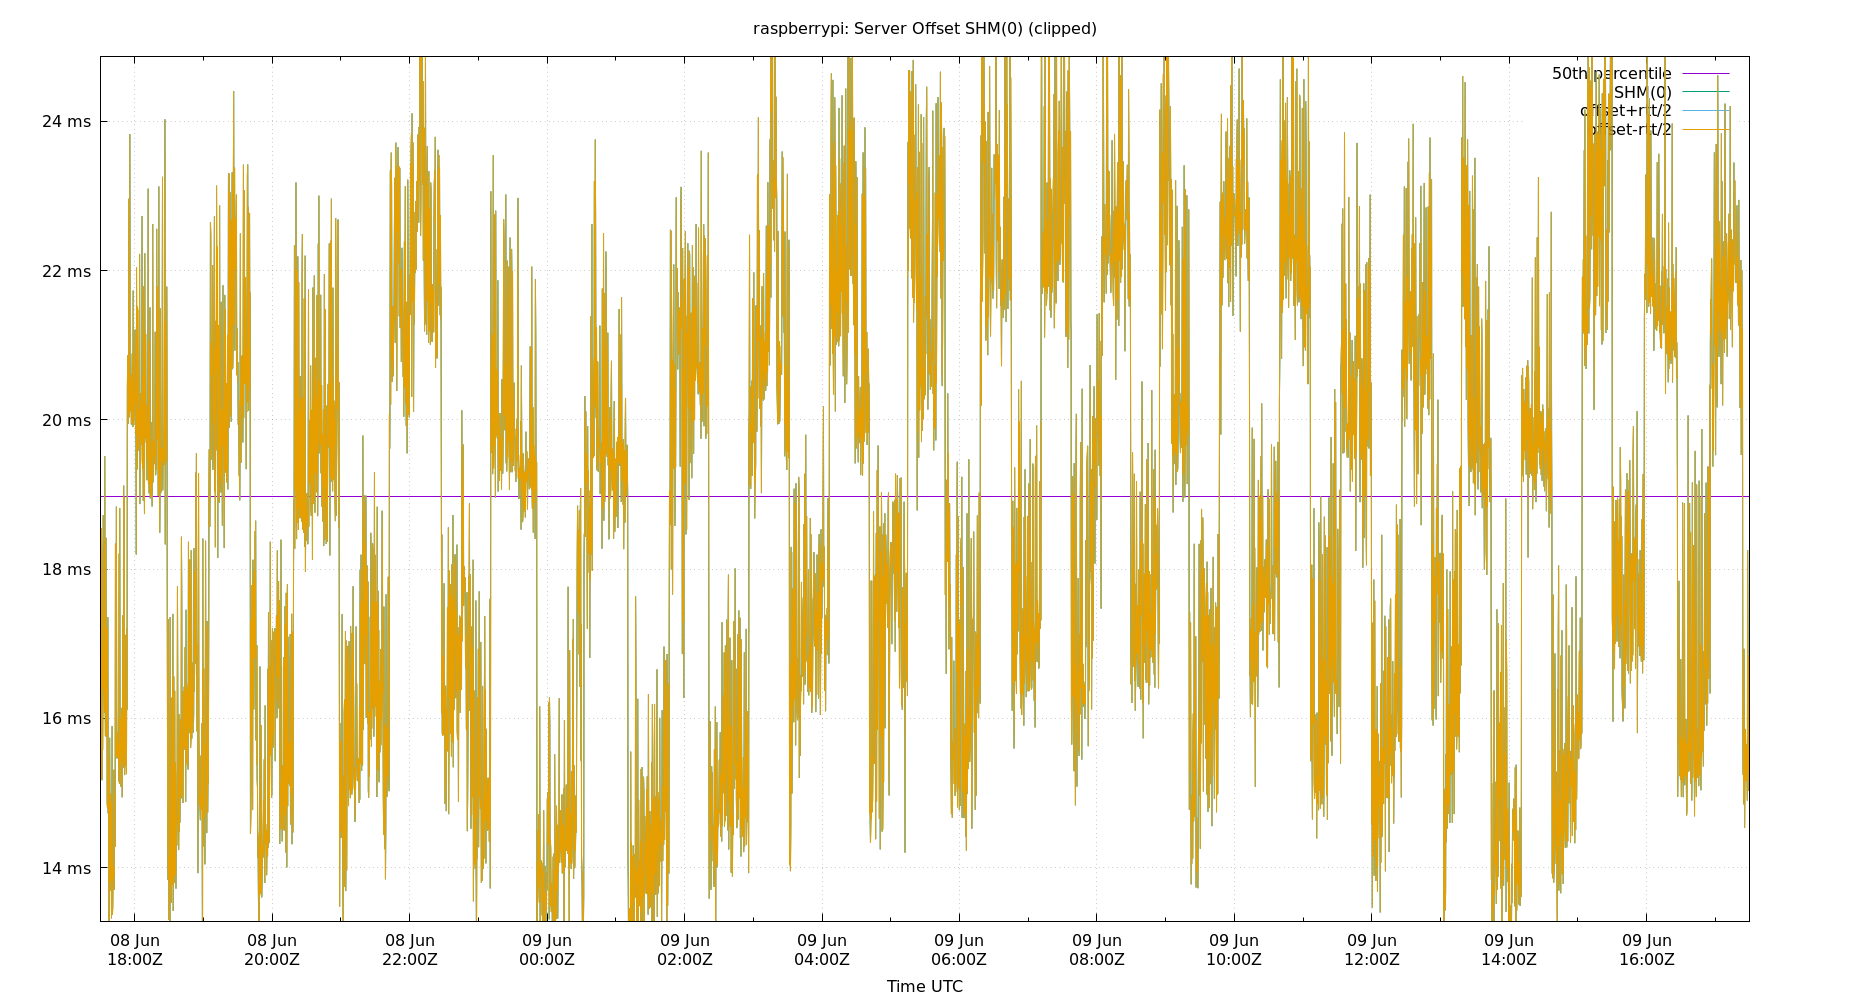 raspberrypi: Server Offset SHM(0) (clipped)
50th percentile
SHM(0)
offset+rtt/2
offset-rtt/2
24 ms
22 ms
20 ms
18 ms
16 ms
14 ms
08 Jun 08 Jun 08 Jun 09 Jun 09 Jun 09 Jun 09 Jun 09 Jun 09 Jun 09 Jun 09 Jun 09 Jun
18:00Z 20:00Z 22:00Z 00:00Z 02:00Z 04:00Z 06:00Z 08:00Z 10:00Z 12:00Z 14:00Z 16:00Z
Time UTC